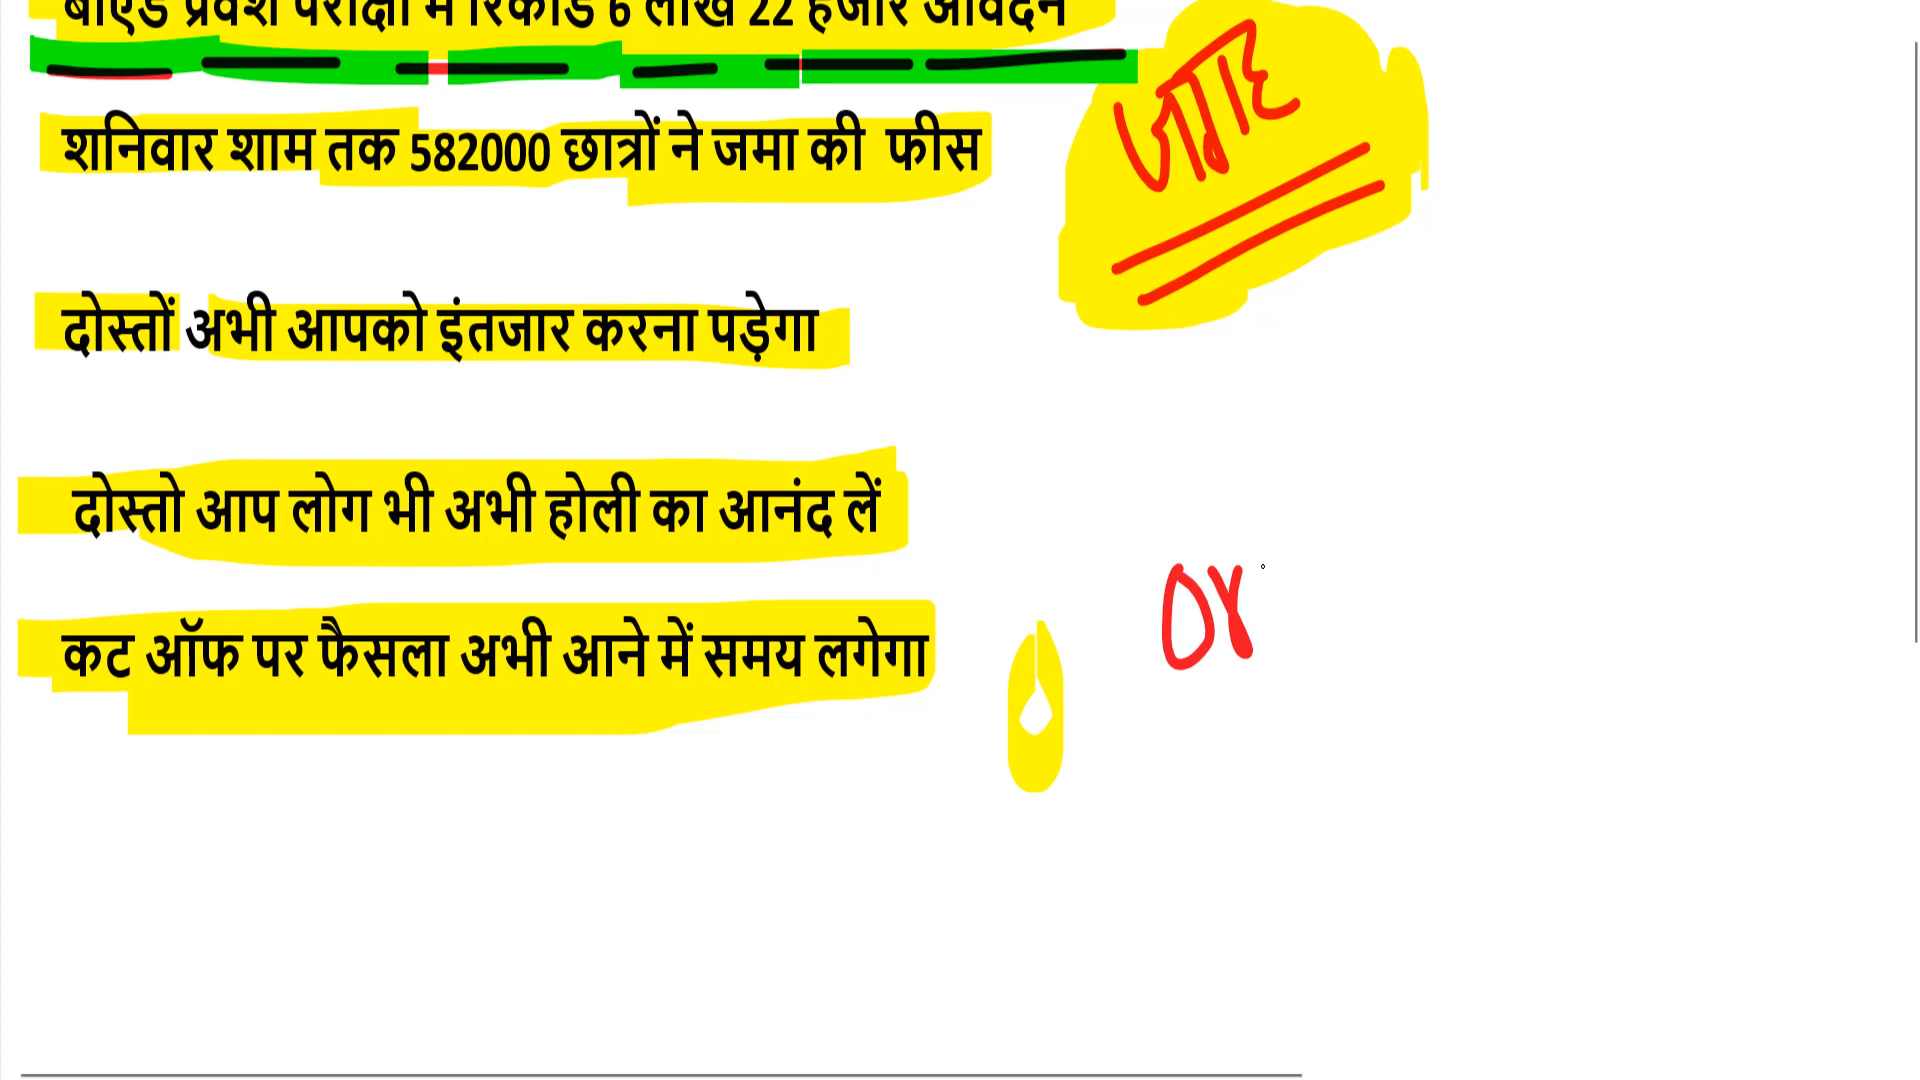 बीएड प्रवेश परीक्षा में रिकॉर्ड 6 लाख 22 हजार आवेदन
शनिवार शाम तक 582000 छात्रों ने जमा की फीस
दोस्तों अभी आपको इंतजार करना पड़ेगा
दोस्तो आप लोग भी अभी होली का आनंद लें
कट ऑफ पर फैसला अभी आने में समय लगेगा